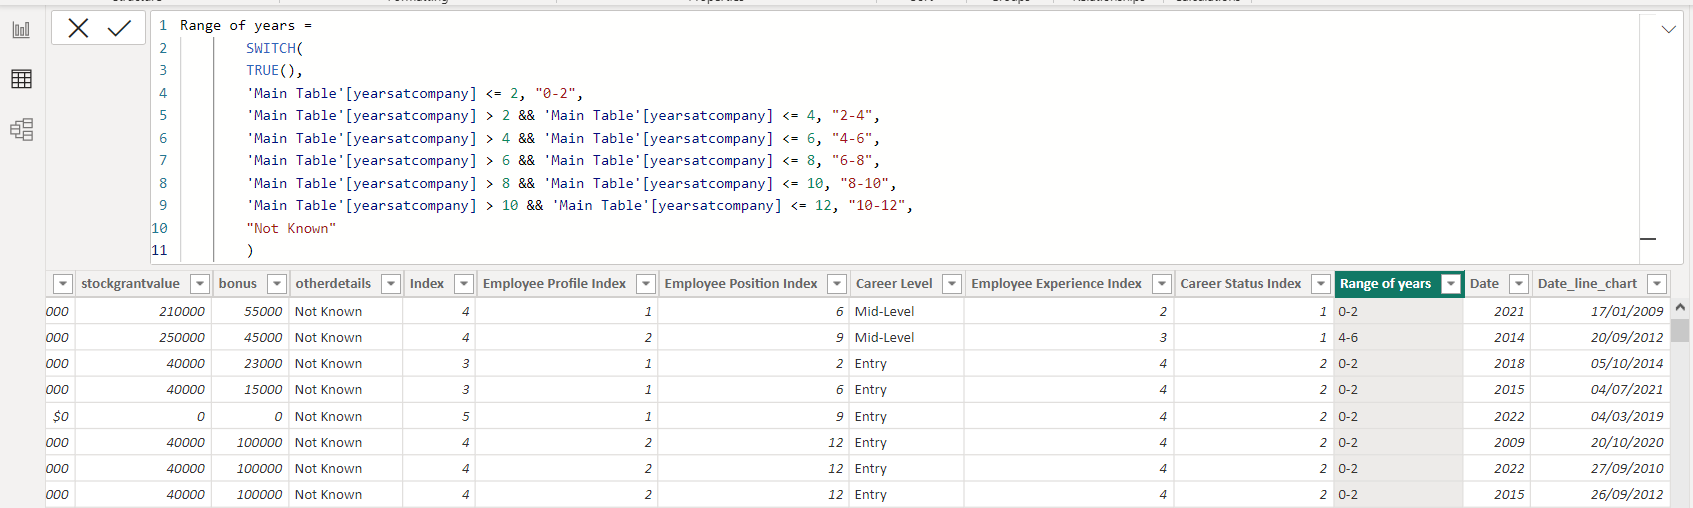 Structure Formatting Properties Sort Groups Relationships Calculations
1 Range of years =
2 SWITCH(
3 TRUE(),
4 'Main Table'[yearsatcompany] <= 2, "0-2",
5 'Main Table'[yearsatcompany] > 2 && 'Main Table'[yearsatcompany] <= 4, "2-4",
6 'Main Table'[yearsatcompany] > 4 && 'Main Table'[yearsatcompany] <= 6, "4-6",
7 'Main Table'[yearsatcompany] > 6 && 'Main Table'[yearsatcompany] <= 8, "6-8",
8 'Main Table'[yearsatcompany] > 8 && 'Main Table'[yearsatcompany] <= 10, "8-10",
9 'Main Table'[yearsatcompany] > 10 && 'Main Table'[yearsatcompany] <= 12, "10-12",
10 "Not Known"
11 )
stockgrantvalue bonus otherdetails Index Employee Profile Index Employee Position Index Career Level Employee Experience Index Career Status Index Range of years Date Date_line_chart
000 210000 55000 Not Known 4 1 6 Mid-Level 2 1 0-2 2021 17/01/2009
000 250000 45000 Not Known 4 2 9 Mid-Level 3 1 4-6 2014 20/09/2012
000 40000 23000 Not Known 3 1 2 Entry 4 2 0-2 2018 05/10/2014
000 40000 15000 Not Known 3 1 6 Entry 4 2 0-2 2015 04/07/2021
$0 0 0 Not Known 5 1 9 Entry 4 2 0-2 2022 04/03/2019
000 40000 100000 Not Known 4 2 12 Entry 4 2 0-2 2009 20/10/2020
000 40000 100000 Not Known 4 2 12 Entry 4 2 0-2 2022 27/09/2010
000 40000 100000 Not Known 4 2 12 Entry 4 2 0-2 2015 26/09/2012